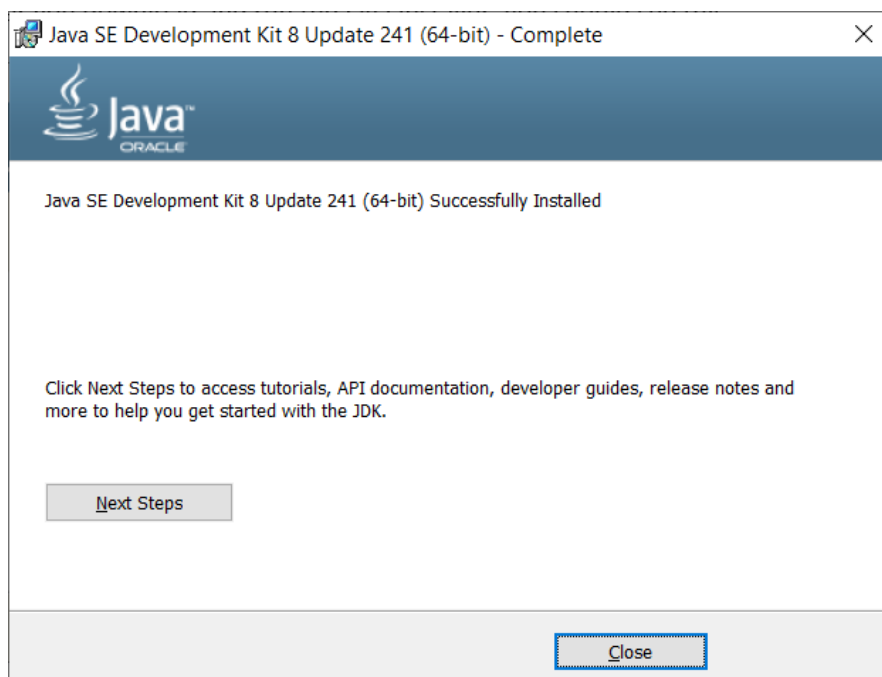 Java SE Development Kit 8 Update 241 (64-bit) - Complete
Java™
ORACLE
Java SE Development Kit 8 Update 241 (64-bit) Successfully Installed
Click Next Steps to access tutorials, API documentation, developer guides, release notes and
more to help you get started with the JDK.
Next Steps
Close